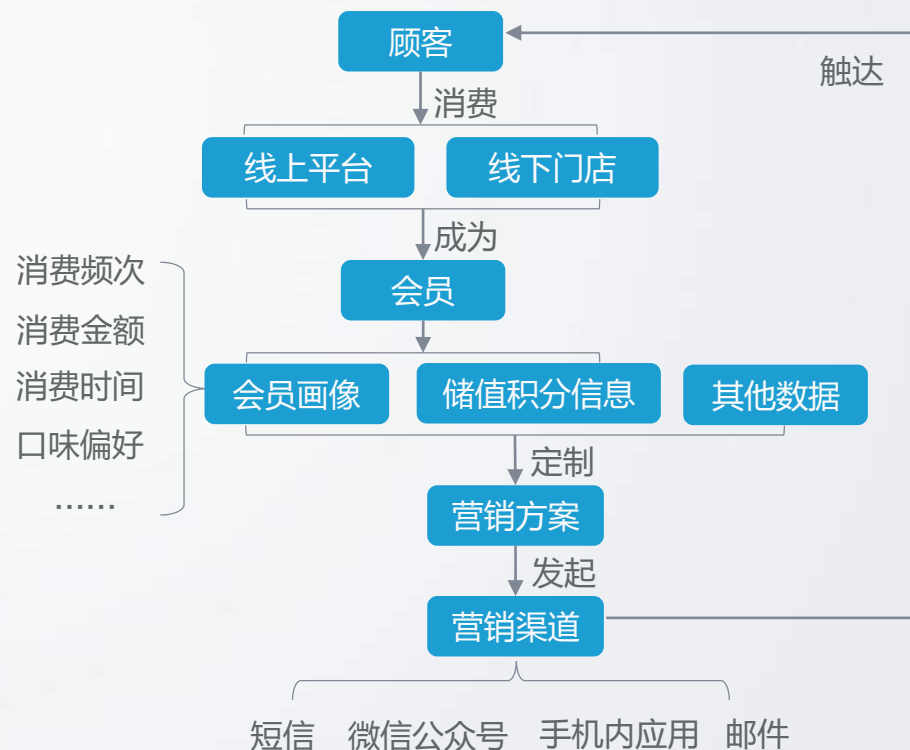 顾客
触达
消费
线上平台
线下门店
成为
会员
消费频次
消费金额
消费时间
口味偏好
……
会员画像
储值积分信息
其他数据
定制
营销方案
发起
营销渠道
短信 微信公众号 手机内应用 邮件